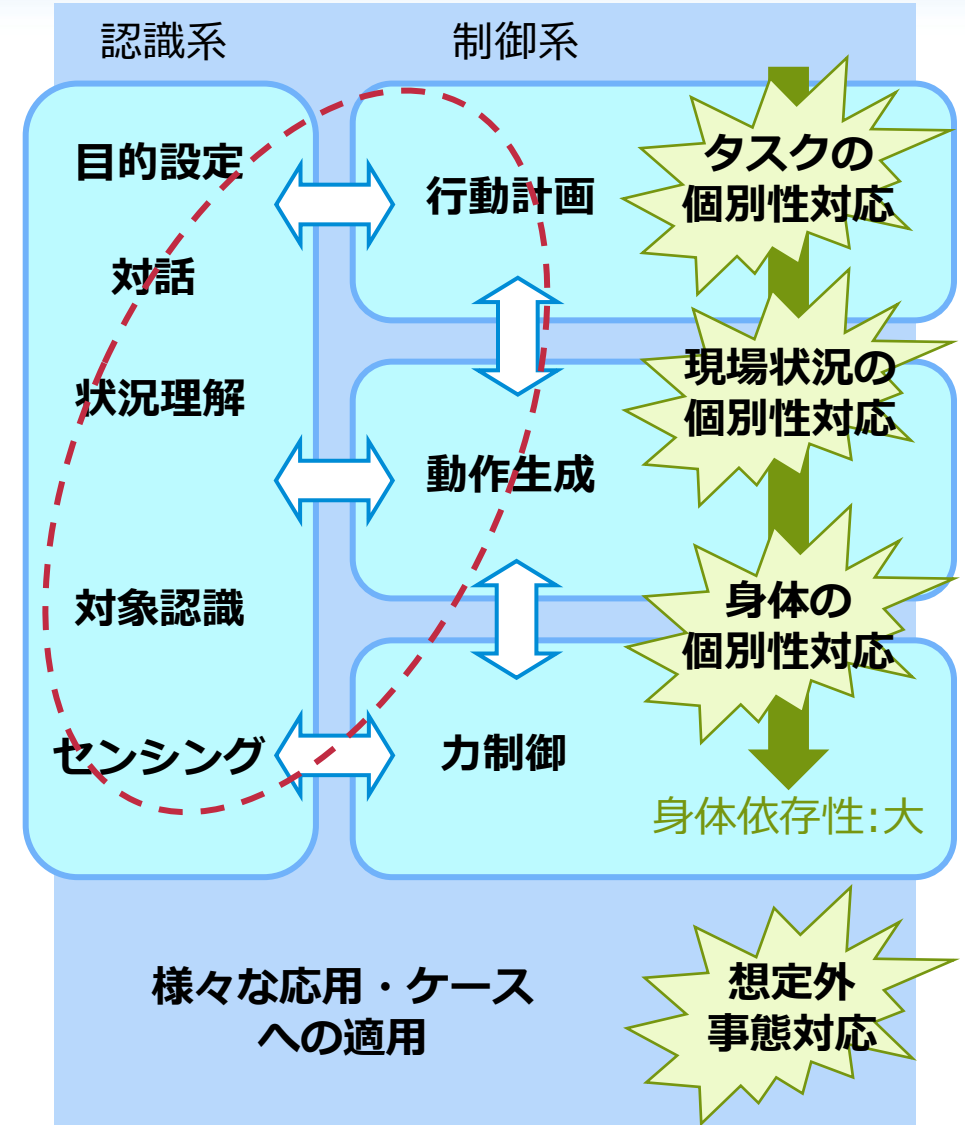 認識系
制御系
目的設定
対話
状況理解
対象認識
センシング
行動計画
動作生成
力制御
タスクの
個別性対応
現場状況の
個別性対応
身体の
個別性対応
身体依存性:大
様々な応用・ケース
への適用
想定外
事態対応